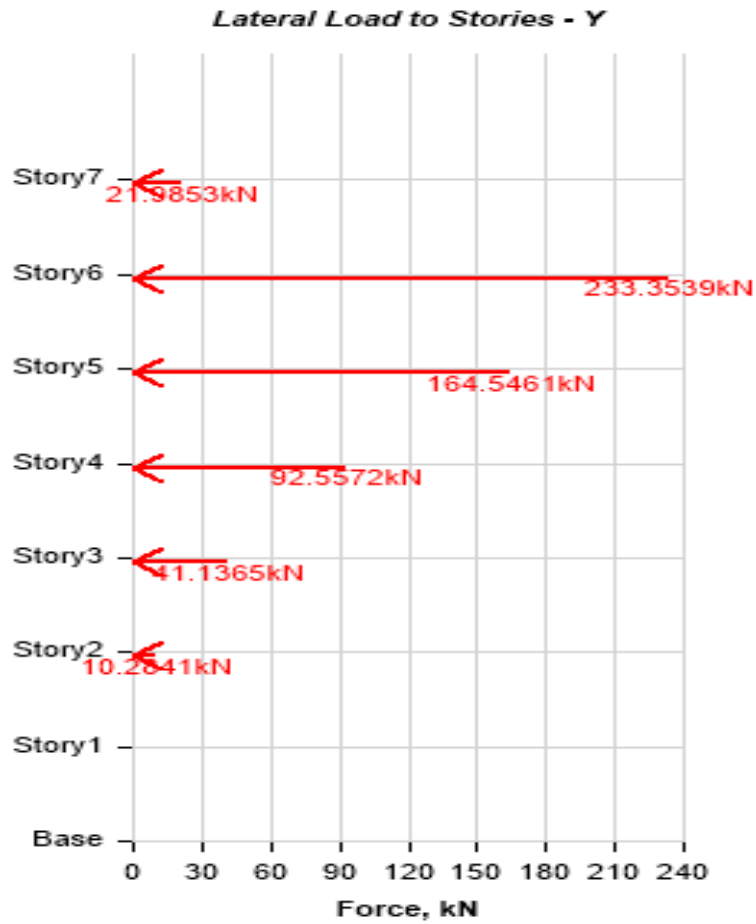 Lateral Load to Stories - Y
Story7
21.9853kN
Story6
233.3539kN
Story5
164.5461kN
Story4
92.5572kN
Story3
41.1365kN
Story2
10.2841kN
Story1
Base
0 30 60 90 120 150 180 210 240
Force, kN